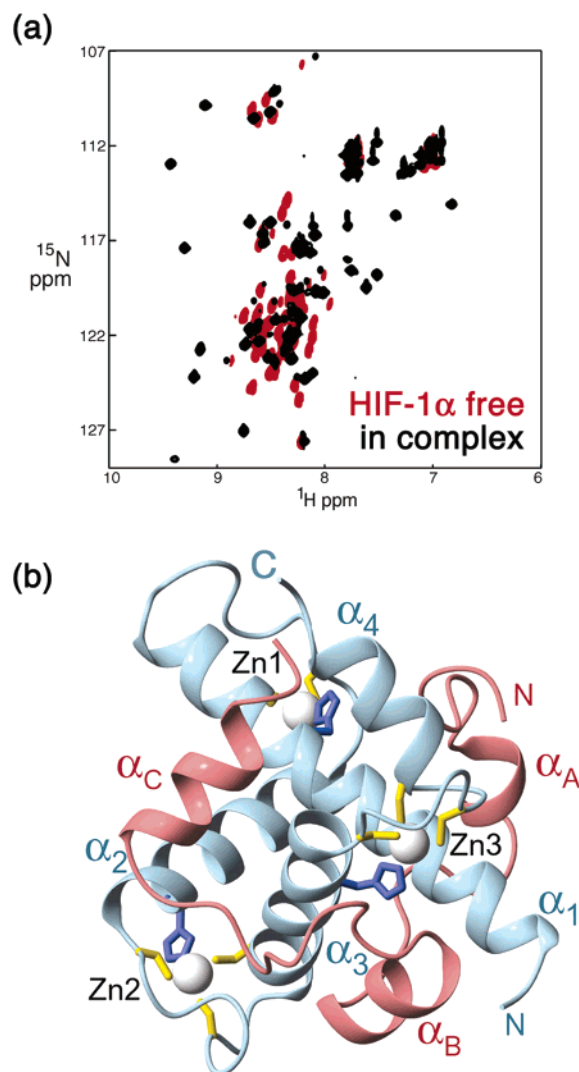 (a)
107
112
117
122
127
15N
ppm
HIF-1α free
in complex
10 9 8 7 6
1H ppm
(b)
C
α4
Zn1
N
αC
αA
α2
Zn3
α1
α3
Zn2
N
αB